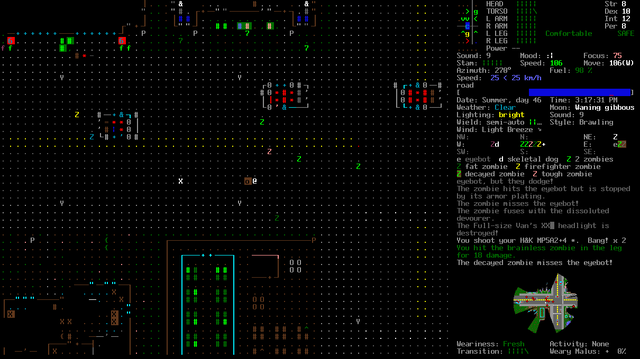 HEAD Str 8
TORSO Dex 10
L ARM Int 12
R ARM Per 8
L LEG Comfortable SAFE
R LEG
Power --
Sound: 9 Mood: :| Focus: 75
Stam: Speed: 106 Move: 106(W)
Azimuth: 270° Fuel: 90 %
Speed: 25 < 25 km/h
road
Date: Summer, day 46 Time: 3:17:31 PM
Weather: Clear Moon: Waning gibbous
Lighting: bright Sound: 9
Wield: semi-auto Style: Brawling
Wind: Light Breeze
NW: N: NE: Z
W: Zd ZZZ/Z+ E: eZZ
SW: S: SE:
e eyebot d skeletal dog Z 2 zombies
Z fat zombie Z firefighter zombie
Z decayed zombie Z tough zombie
eyebot, but they dodge!
The zombie hits the eyebot but is stopped
by its armor plating.
The zombie misses the eyebot!
The zombie fuses with the dissoluted
devourer.
The Full-size Van's XX headlight is
destroyed!
You shoot your H&K MP5A2+4 *. Bang! x 2
You hit the brainless zombie in the leg
for 10 damage.
The decayed zombie misses the eyebot!
Weariness: Fresh Activity: None
Transition: Weary Malus: + 0%